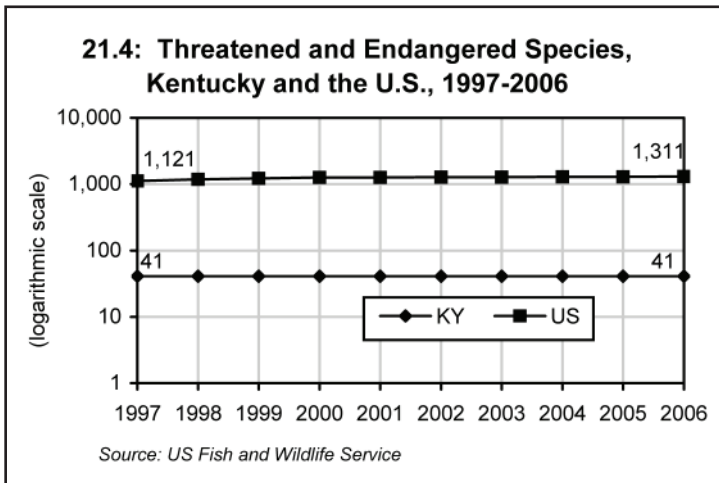 21.4: Threatened and Endangered Species,
Kentucky and the U.S., 1997-2006
10,000
1,121
1,311
1,000
100
41
41
10
KY
US
1
(logarithmic scale)
1997 1998 1999 2000 2001 2002 2003 2004 2005 2006
Source: US Fish and Wildlife Service